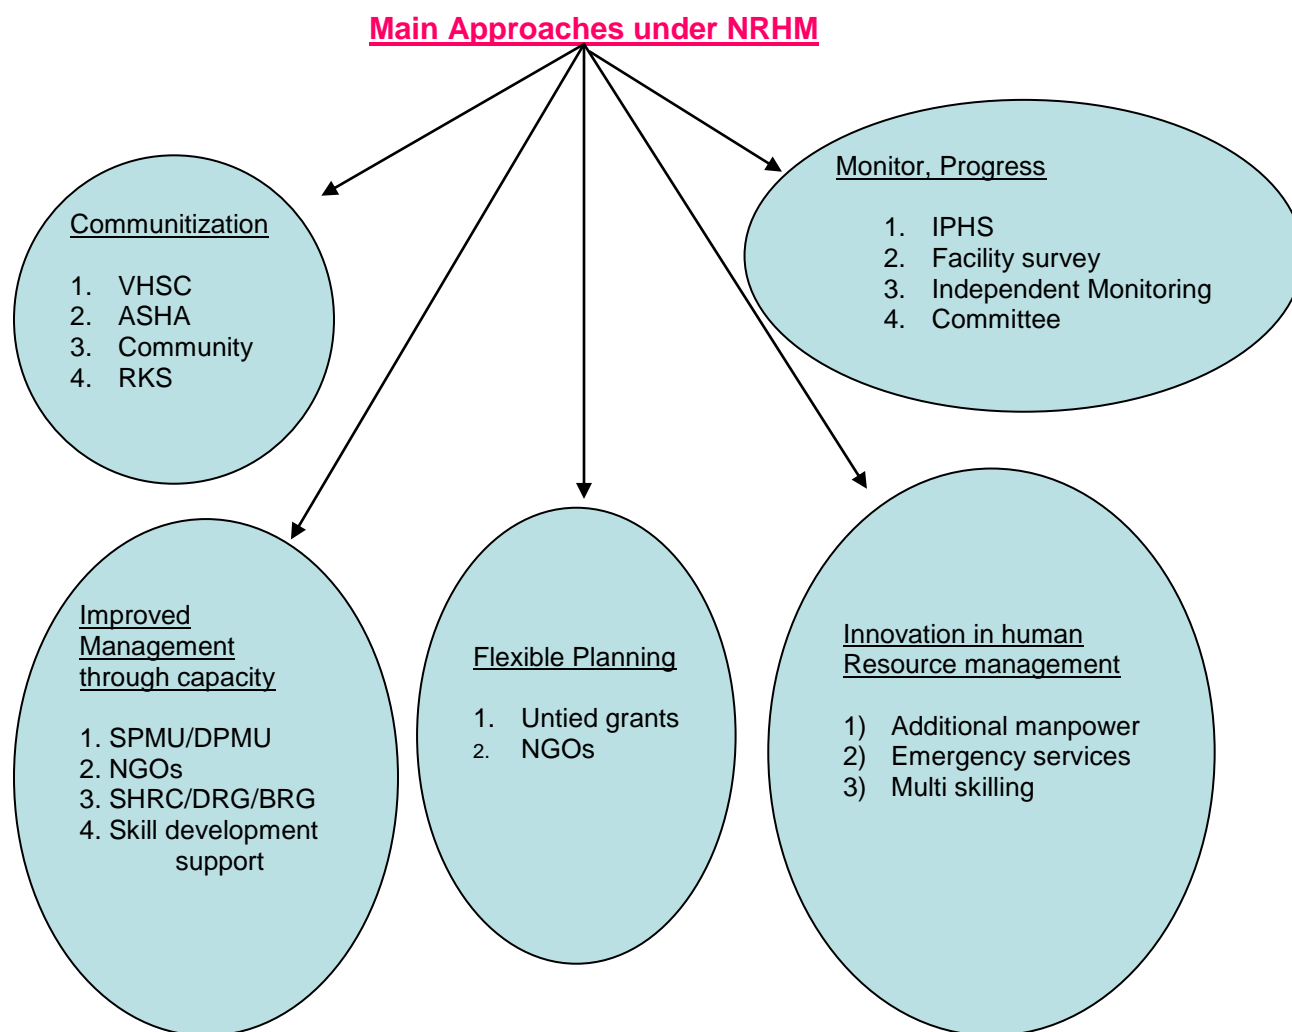 Main Approaches under NRHM
Communitization
1. VHSC
2. ASHA
3. Community
4. RKS
Monitor, Progress
1. IPHS
2. Facility survey
3. Independent Monitoring
4. Committee
Improved
Management
through capacity
1. SPMU/DPMU
2. NGOs
3. SHRC/DRG/BRG
4. Skill development
support
Flexible Planning
1. Untied grants
2. NGOs
Innovation in human
Resource management
1) Additional manpower
2) Emergency services
3) Multi skilling